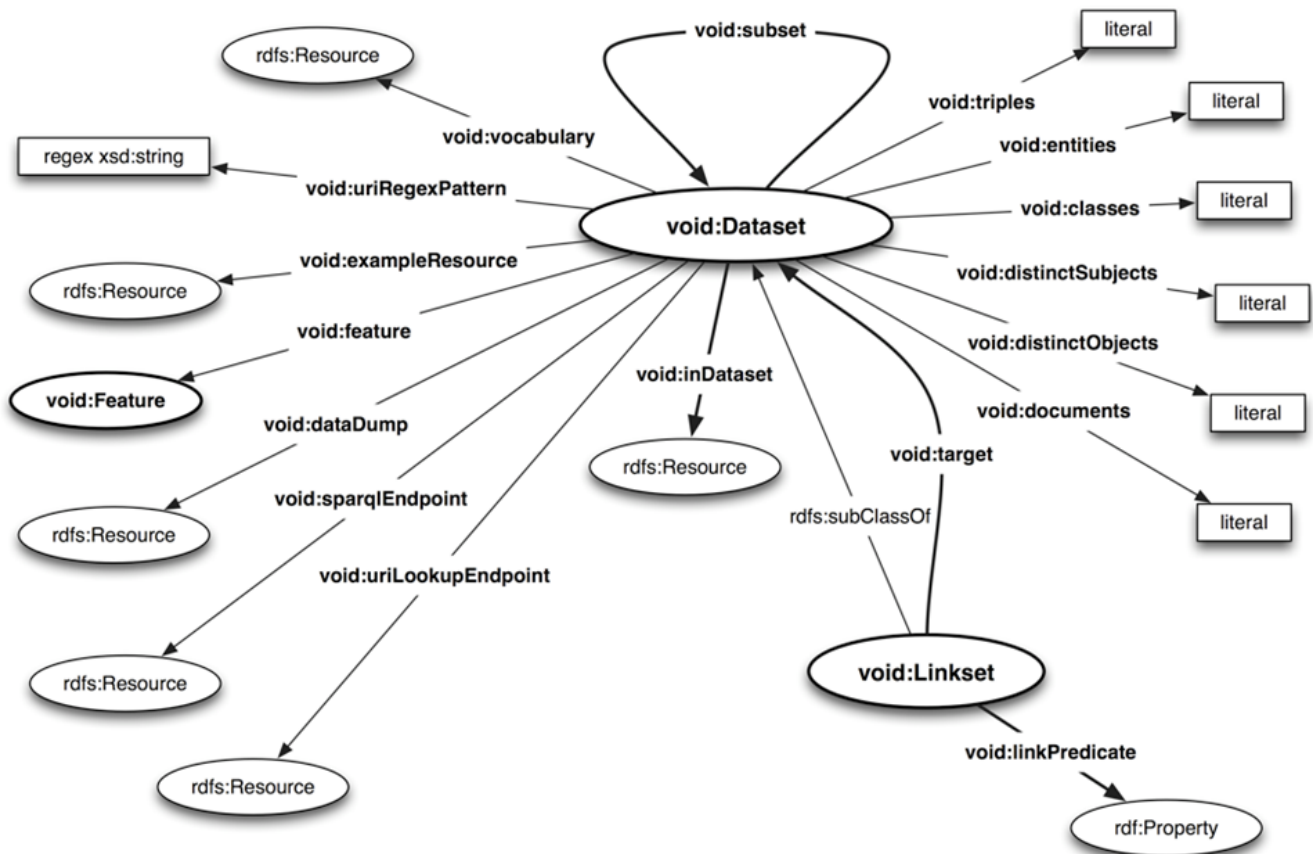 void:subset
literal
rdfs:Resource
void:triples
literal
void:vocabulary
void:entities
regex xsd:string
void:uriRegexPattern
void:classes
literal
void:Dataset
void:exampleResource
void:distinctSubjects
rdfs:Resource
literal
void:feature
void:distinctObjects
void:inDataset
void:Feature
void:documents
literal
void:dataDump
void:target
rdfs:Resource
void:sparqlEndpoint
rdfs:subClassOf
literal
rdfs:Resource
void:uriLookupEndpoint
void:Linkset
rdfs:Resource
void:linkPredicate
rdfs:Resource
rdf:Property